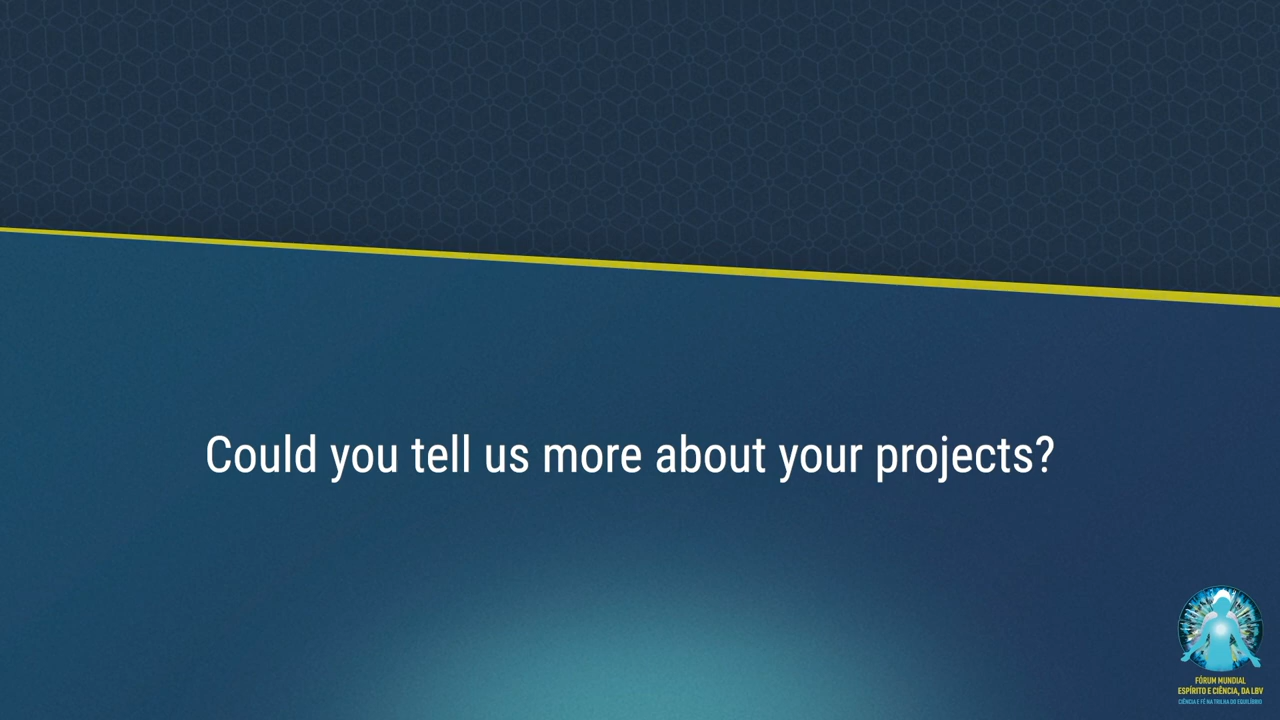 Could you tell us more about your projects?
FÓRUM MUNDIAL
ESPÍRITO E CIÊNCIA, DA LBV
CIÊNCIA E FÉ NA TRILHA DO EQUILÍBRIO